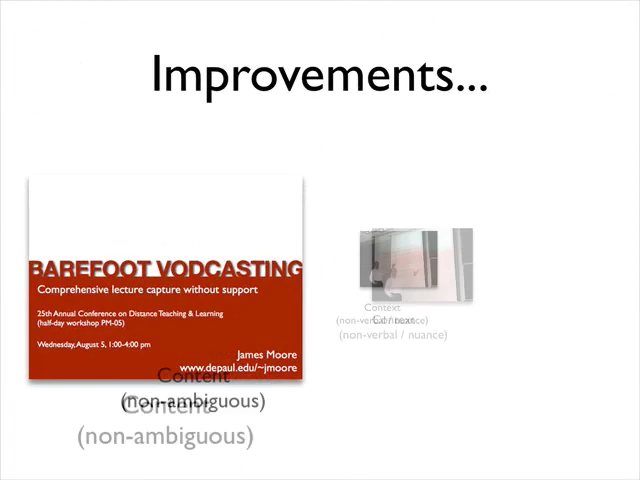 Improvements...
BAREFOOT VODCASTING
Comprehensive lecture capture without support
25th Annual Conference on Distance Teaching & Learning
(half-day workshop PM-05)
Wednesday, August 5, 1:00-4:00 pm
James Moore
www.depaul.edu/~jmoore
Content
(non-ambiguous)
Content
(non-ambiguous)
Context
(non-verbal / nuance)
Context
(non-verbal / nuance)